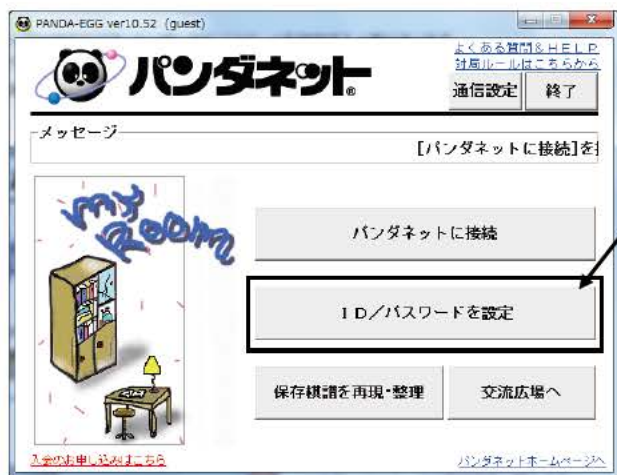 PANDA-EGG ver10.52 (guest)
よくある質問&HELP
対局ルールはこちらから
パンダネット®
通信設定
終了
メッセージ
[パンダネットに接続]を
my
Room
パンダネットに接続
ID/パスワードを設定
保存棋譜を再現・整理
交流広場へ
入会のお申し込みはこちら
パンダネットホームページへ